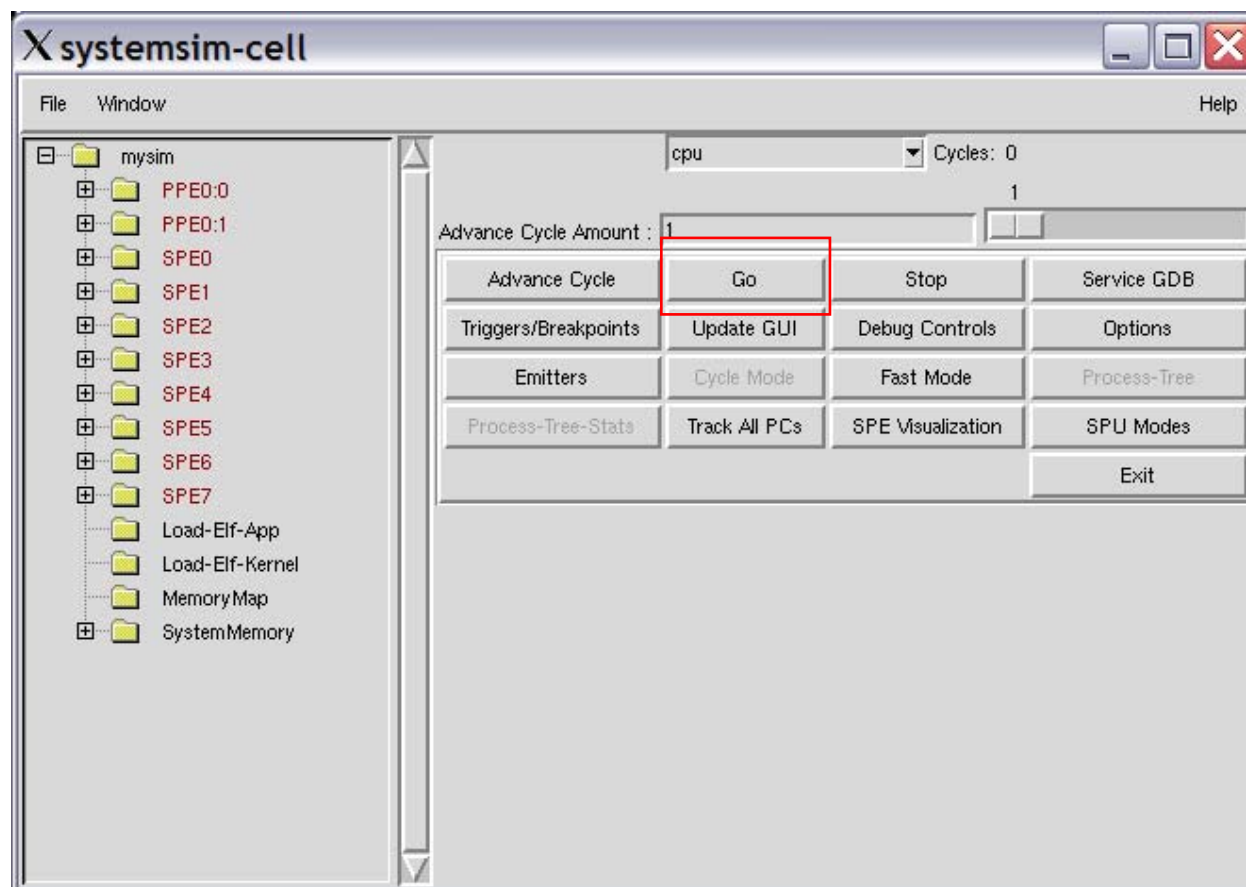 X systemsim-cell
File Window Help
mysim
PPE0:0
PPE0:1
SPE0
SPE1
SPE2
SPE3
SPE4
SPE5
SPE6
SPE7
Load-Elf-App
Load-Elf-Kernel
MemoryMap
SystemMemory
cpu Cycles: 0
1
Advance Cycle Amount : 1
Advance Cycle Go Stop Service GDB
Triggers/Breakpoints Update GUI Debug Controls Options
Emitters Cycle Mode Fast Mode Process-Tree
Process-Tree-Stats Track All PCs SPE Visualization SPU Modes
Exit